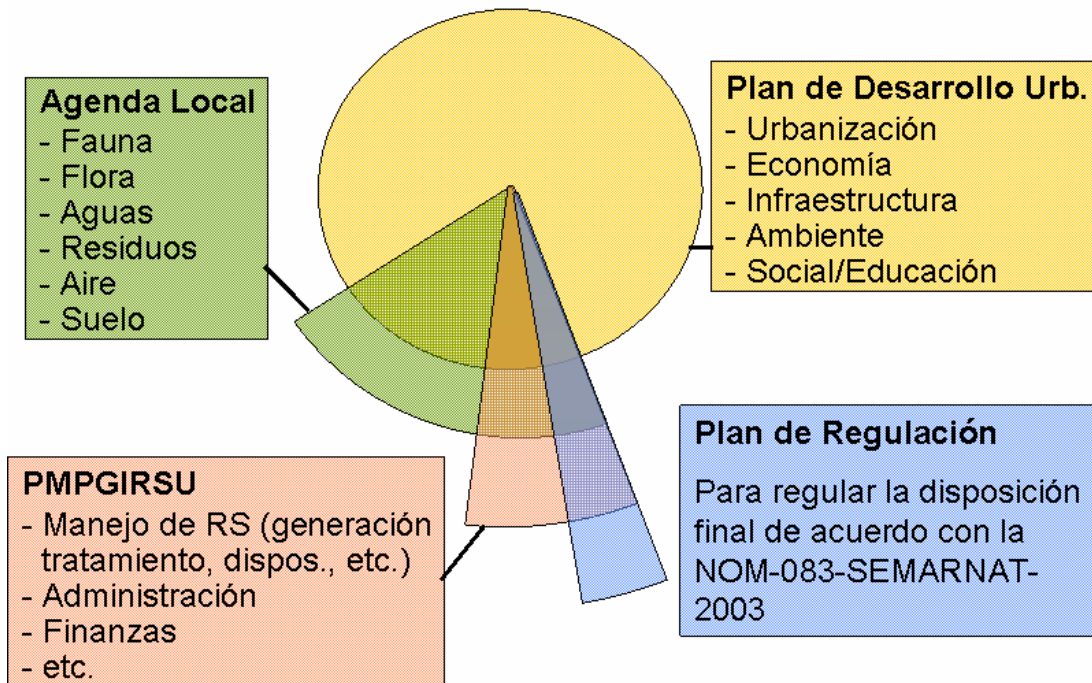 Agenda Local
- Fauna
- Flora
- Aguas
- Residuos
- Aire
- Suelo
Plan de Desarrollo Urb.
- Urbanización
- Economía
- Infraestructura
- Ambiente
- Social/Educación
PMPGIRSU
- Manejo de RS (generación
tratamiento, dispos., etc.)
- Administración
- Finanzas
- etc.
Plan de Regulación
Para regular la disposición
final de acuerdo con la
NOM-083-SEMARNAT-
2003